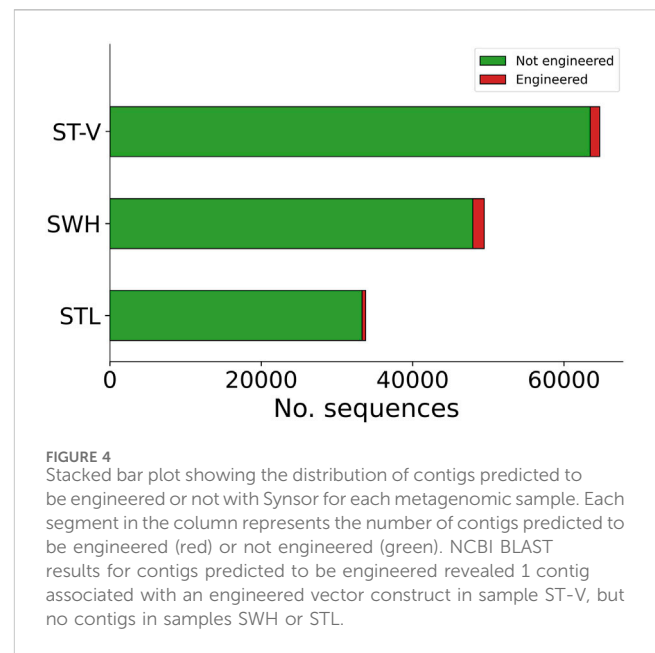 Not engineered
Engineered
ST-V
SWH
STL
0 20000 40000 60000
No. sequences
FIGURE 4
Stacked bar plot showing the distribution of contigs predicted to
be engineered or not with Synsor for each metagenomic sample. Each
segment in the column represents the number of contigs predicted to
be engineered (red) or not engineered (green). NCBI BLAST
results for contigs predicted to be engineered revealed 1 contig
associated with an engineered vector construct in sample ST-V, but
no contigs in samples SWH or STL.